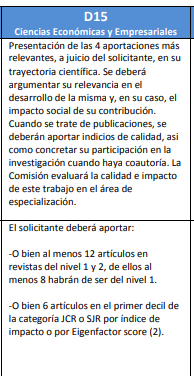 D15
Ciencias Económicas y Empresariales
Presentación de las 4 aportaciones más
relevantes, a juicio del solicitante, en su
trayectoria científica. Se deberá
argumentar su relevancia en el
desarrollo de la misma y, en su caso, el
impacto social de su contribución.
Cuando se trate de publicaciones, se
deberán aportar indicios de calidad, asi
como concretar su participación en la
investigación cuando haya coautoría. La
Comisión evaluará la calidad e impacto
de este trabajo en el área de
especialización.
El solicitante deberá aportar:
-O bien al menos 12 artículos en
revistas del nivel 1 y 2, de ellos al
menos 8 habrán de ser del nivel 1.
-O bien 6 artículos en el primer decil de
la categoría JCR o SJR por índice de
impacto o por Eigenfactor score (2).